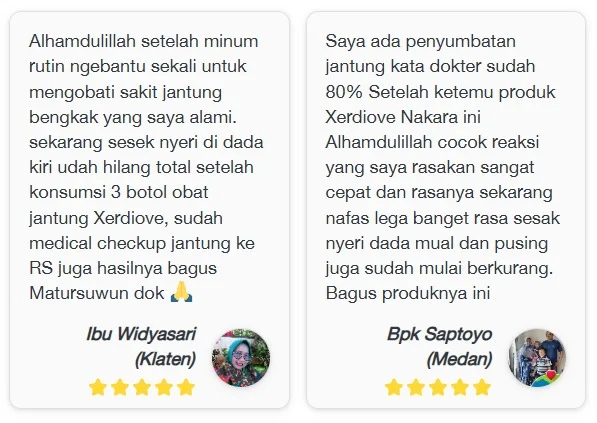 Alhamdulillah setelah minum
rutin ngebantu sekali untuk
mengobati sakit jantung
bengkak yang saya alami.
sekarang sesek nyeri di dada
kiri udah hilang total setelah
konsumsi 3 botol obat
jantung Xerdiove, sudah
medical checkup jantung ke
RS juga hasilnya bagus
Matursuwun dok 🙏
Ibu Widyasari
(Klaten)
Saya ada penyumbatan
jantung kata dokter sudah
80% Setelah ketemu produk
Xerdiove Nakara ini
Alhamdulillah cocok reaksi
yang saya rasakan sangat
cepat dan rasanya sekarang
nafas lega banget rasa sesak
nyeri dada mual dan pusing
juga sudah mulai berkurang.
Bagus produknya ini
Bpk Saptoyo
(Medan)